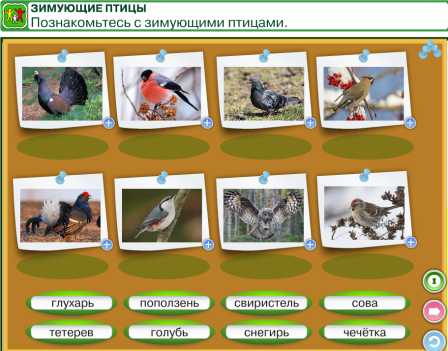 ЗИМУЮЩИЕ ПТИЦЫ
Познакомьтесь с зимующими птицами.
глухарь поползень свиристель сова
тетерев голубь снегирь чечётка